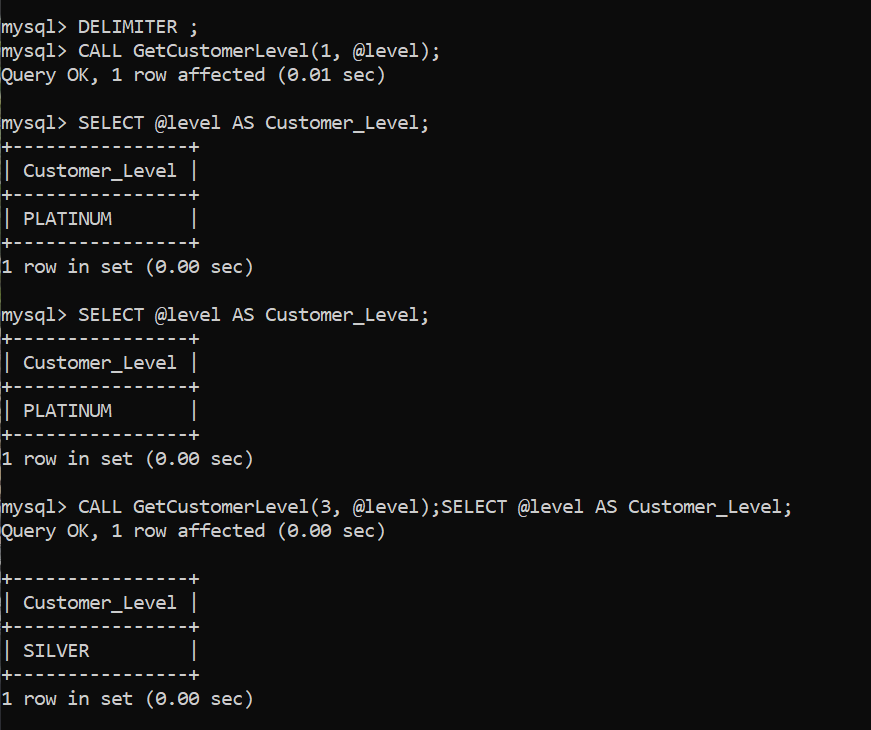 mysql> DELIMITER ;
mysql> CALL GetCustomerLevel(1, @level);
Query OK, 1 row affected (0.01 sec)

mysql> SELECT @level AS Customer_Level;
+----------------+
| Customer_Level |
+----------------+
| PLATINUM       |
+----------------+
1 row in set (0.00 sec)

mysql> SELECT @level AS Customer_Level;
+----------------+
| Customer_Level |
+----------------+
| PLATINUM       |
+----------------+
1 row in set (0.00 sec)

mysql> CALL GetCustomerLevel(3, @level);SELECT @level AS Customer_Level;
Query OK, 1 row affected (0.00 sec)

+----------------+
| Customer_Level |
+----------------+
| SILVER         |
+----------------+
1 row in set (0.00 sec)